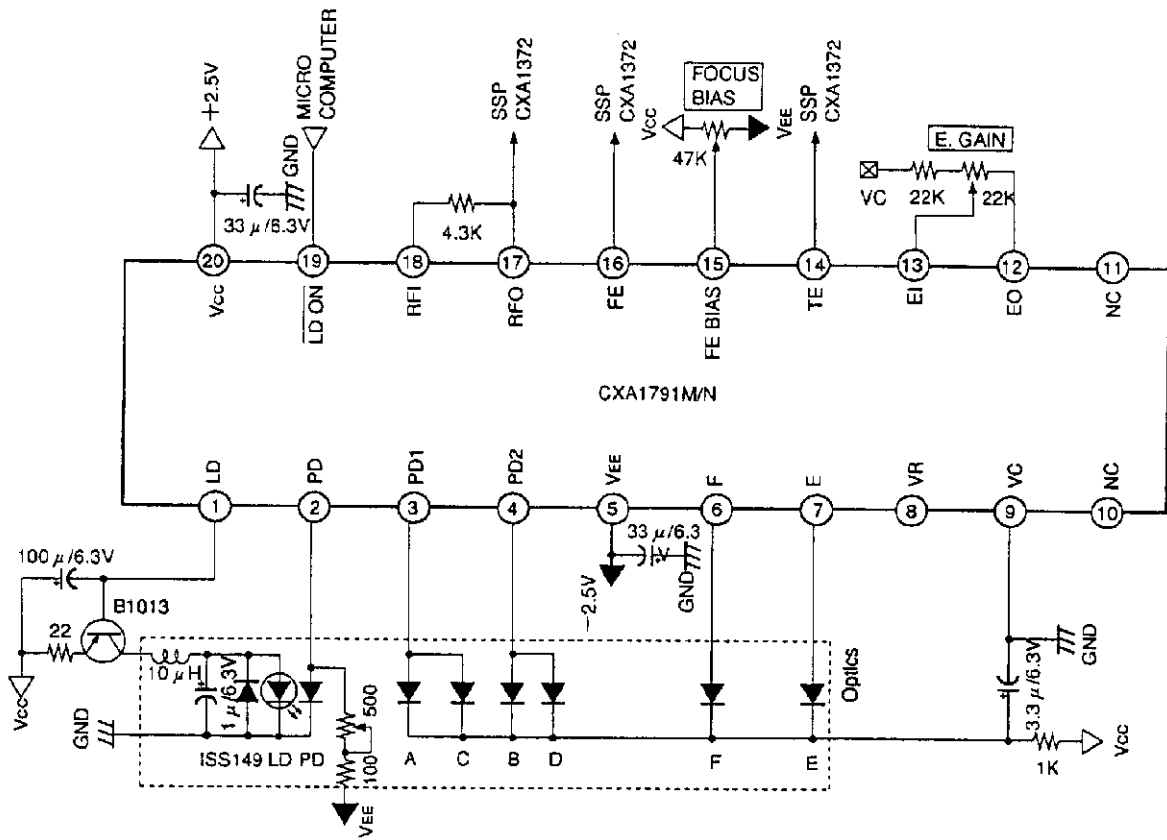 +2.5V
MICRO
COMPUTER
GND
33 μ/6.3V
SSP
CXA1372
4.3K
SSP
CXA1372
FOCUS
BIAS
Vcc
VEE
47K
SSP
CXA1372
E. GAIN
VC
22K
22K
20
19
18
17
16
15
14
13
12
11
Vcc
LD ON
RFI
RFO
FE
FE BIAS
TE
EI
EO
NC
CXA1791M/N
LD
PD
PD1
PD2
VEE
F
E
VR
VC
NC
1
2
3
4
5
6
7
8
9
10
100 μ/6.3V
B1013
22
Vcc
10 μH
1 μ/6.3V
GND
ISS149
LD
PD
500
100
VEE
33 μ/6.3
V
GND
−2.5V
A
C
B
D
F
E
Optics
GND
3.3 μ/6.3V
1K
Vcc